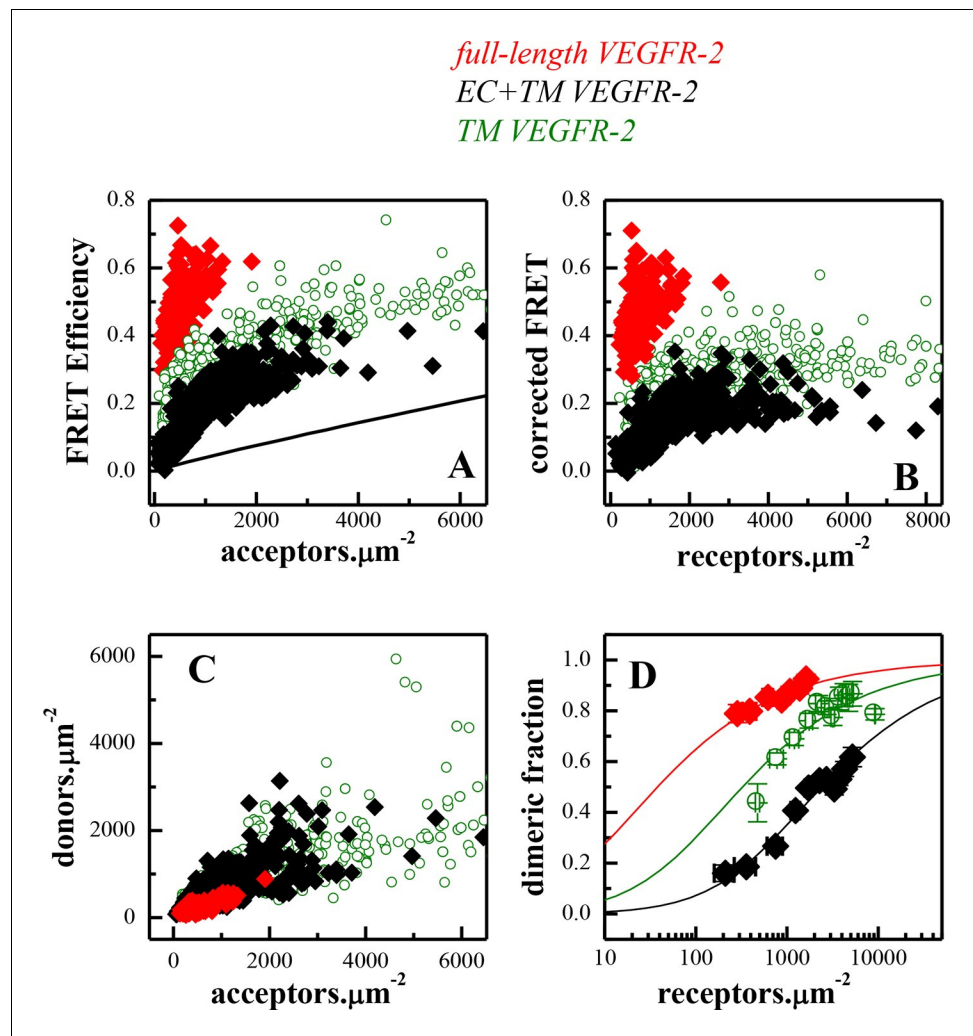 full-length VEGFR-2
EC+TM VEGFR-2
TM VEGFR-2
FRET Efficiency
0.8
0.6
0.4
0.2
0.0
A
0 2000 4000 6000
acceptors.μm⁻²
corrected FRET
0.8
0.6
0.4
0.2
0.0
B
0 2000 4000 6000 8000
receptors.μm⁻²
donors.μm⁻²
6000
4000
2000
0
C
0 2000 4000 6000
acceptors.μm⁻²
dimeric fraction
1.0
0.8
0.6
0.4
0.2
0.0
D
10 100 1000 10000
receptors.μm⁻²